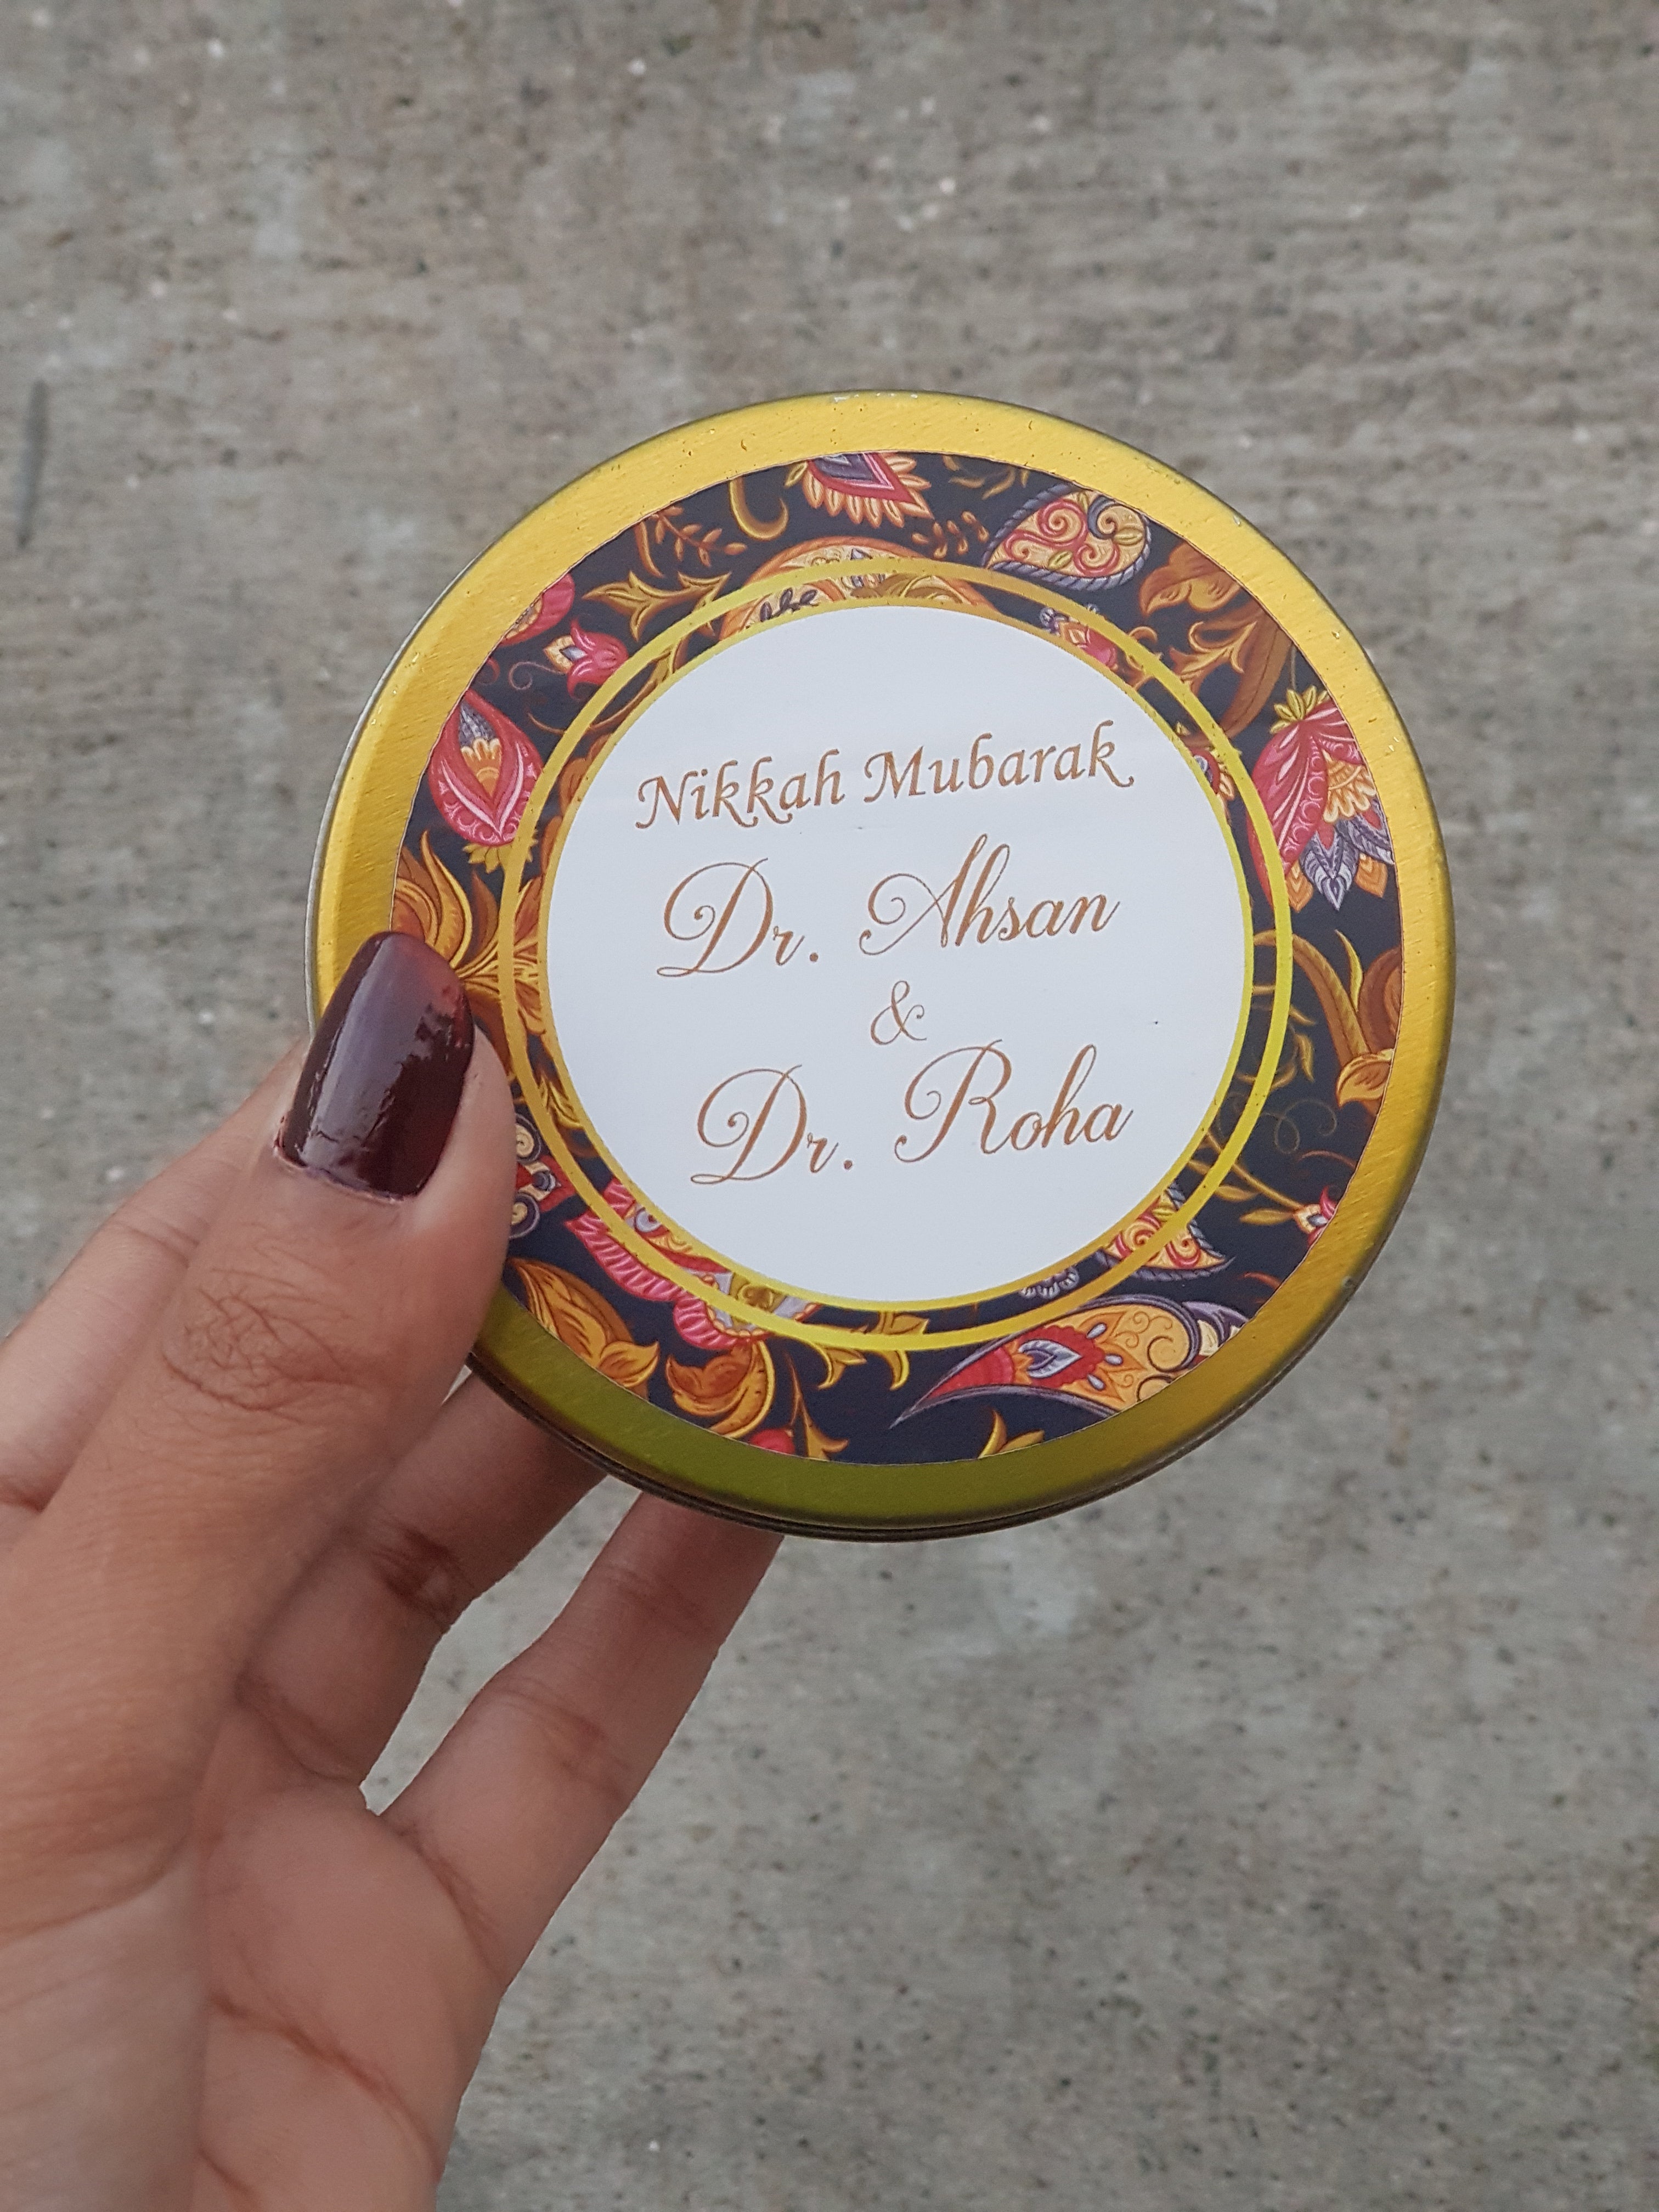 Nikkah Mubarak
Dr. Ahsan
&
Dr. Roha